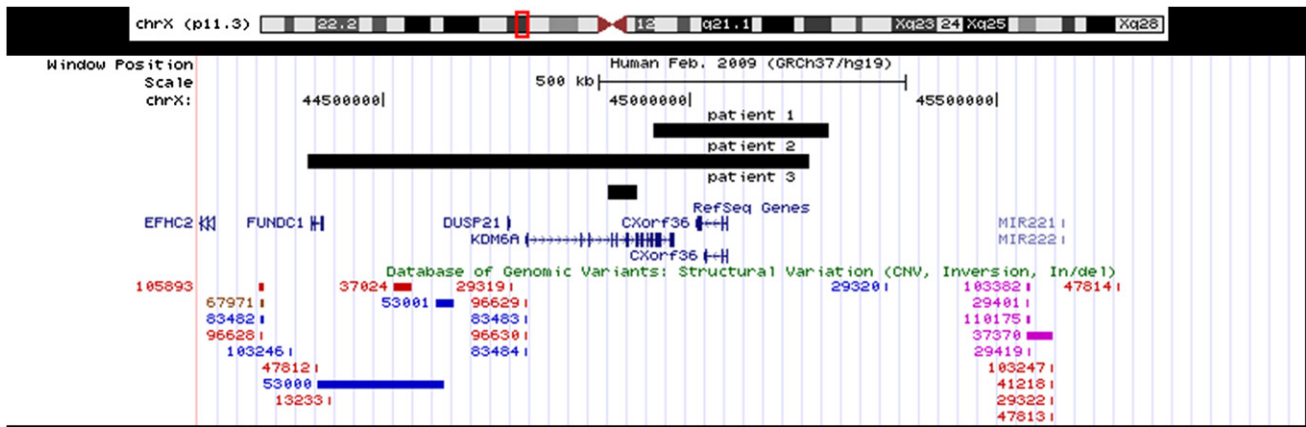 chrX (p11.3) 22.2 12 q21.1 Xq23 24 Xq25 Xq28
Window Position Human Feb. 2009 (GRCh37/hg19)
Scale 500 kb
chrX: 44500000 45000000 45500000
patient 1
patient 2
patient 3
RefSeq Genes
EFHC2 FUNDC1 DUSP21 CXorf36 MIR221
KDM6A MIR222
CXorf36
Database of Genomic Variants: Structural Variation (CNV, Inversion, In/del)
105893 37024 29319 29320 103382 47814
67971 53001 96629 29401
83482 83483 110175
96628 96630 37370
103246 83484 29419
47812 103247
53000 41218
13233 29322
47813